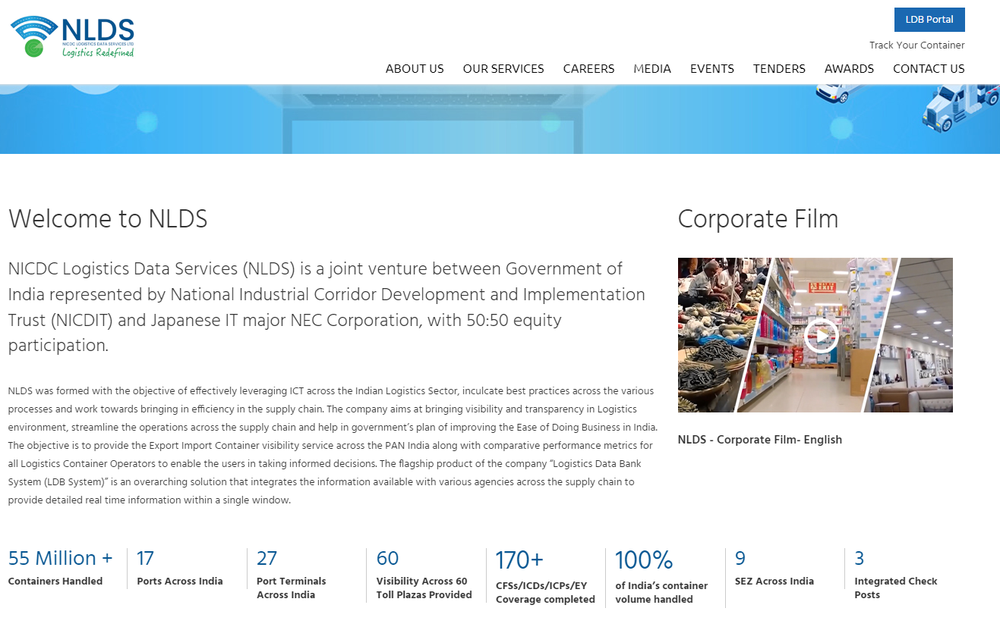 NLDS
NICDC LOGISTICS DATA SERVICES LTD
Logistics Redefined
LDB Portal
Track Your Container
ABOUT US OUR SERVICES CAREERS MEDIA EVENTS TENDERS AWARDS CONTACT US
Welcome to NLDS
NICDC Logistics Data Services (NLDS) is a joint venture between Government of
India represented by National Industrial Corridor Development and Implementation
Trust (NICDIT) and Japanese IT major NEC Corporation, with 50:50 equity
participation.
NLDS was formed with the objective of effectively leveraging ICT across the Indian Logistics Sector, inculcate best practices across the various
processes and work towards bringing in efficiency in the supply chain. The company aims at bringing visibility and transparency in Logistics
environment, streamline the operations across the supply chain and help in government’s plan of improving the Ease of Doing Business in India.
The objective is to provide the Export Import Container visibility service across the PAN India along with comparative performance metrics for
all Logistics Container Operators to enable the users in taking informed decisions. The flagship product of the company “Logistics Data Bank
System (LDB System)” is an overarching solution that integrates the information available with various agencies across the supply chain to
provide detailed real time information within a single window.
Corporate Film
EXIT
NLDS - Corporate Film- English
55 Million +
Containers Handled
17
Ports Across India
27
Port Terminals
Across India
60
Visibility Across 60
Toll Plazas Provided
170+
CFSs/ICDs/ICPs/EY
Coverage completed
100%
of India’s container
volume handled
9
SEZ Across India
3
Integrated Check
Posts